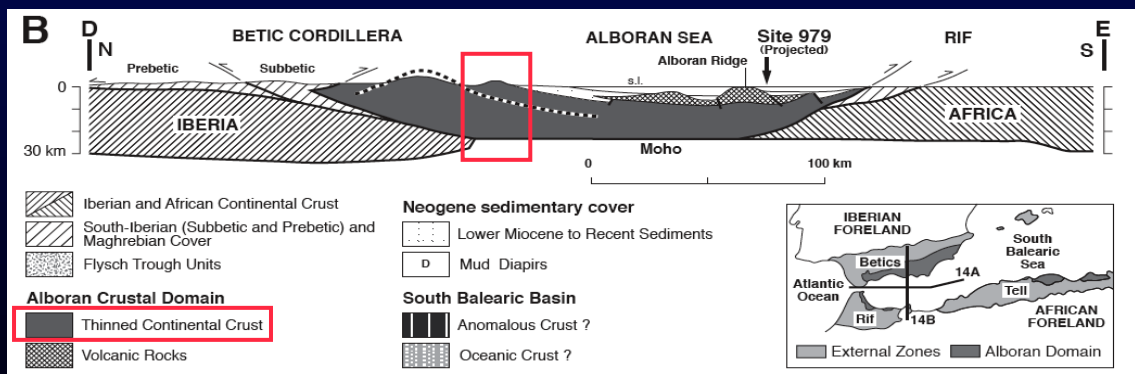 B
D
N
BETIC CORDILLERA
ALBORAN SEA
Site 979
(Projected)
RIF
E
S
Prebetic
Subbetic
Alboran Ridge
s.l.
0
0
IBERIA
AFRICA
30 km
Moho
0
100 km
Iberian and African Continental Crust
South-Iberian (Subbetic and Prebetic) and
Maghrebian Cover
Flysch Trough Units
Alboran Crustal Domain
Thinned Continental Crust
Volcanic Rocks
Neogene sedimentary cover
Lower Miocene to Recent Sediments
D
Mud Diapirs
South Balearic Basin
Anomalous Crust ?
Oceanic Crust ?
IBERIAN
FORELAND
South
Balearic
Sea
Betics
Atlantic
Ocean
14A
Tell
Rif
14B
AFRICAN
FORELAND
External Zones
Alboran Domain